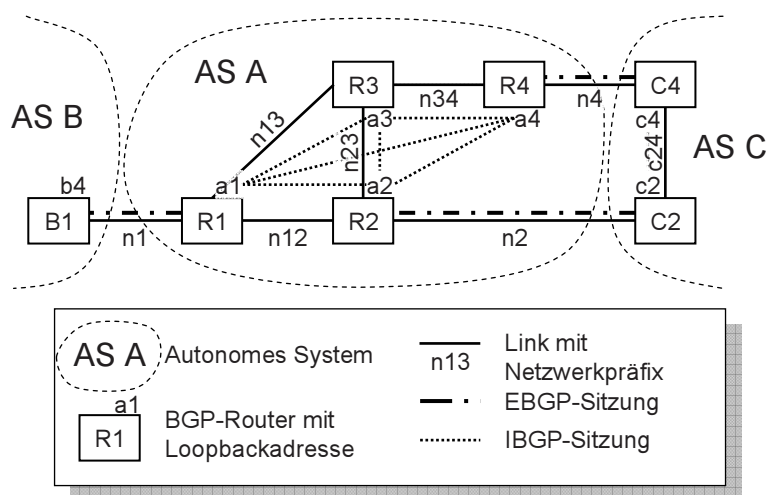 AS A
AS B
AS C
R3
R4
C4
n34
n4
n13
n23
a3
a4
c4
c24
b4
a1
a2
c2
B1
R1
R2
C2
n1
n12
n2
AS A
Autonomes System
a1
R1
BGP-Router mit
Loopbackadresse
n13
Link mit
Netzwerkpräfix
EBGP-Sitzung
IBGP-Sitzung